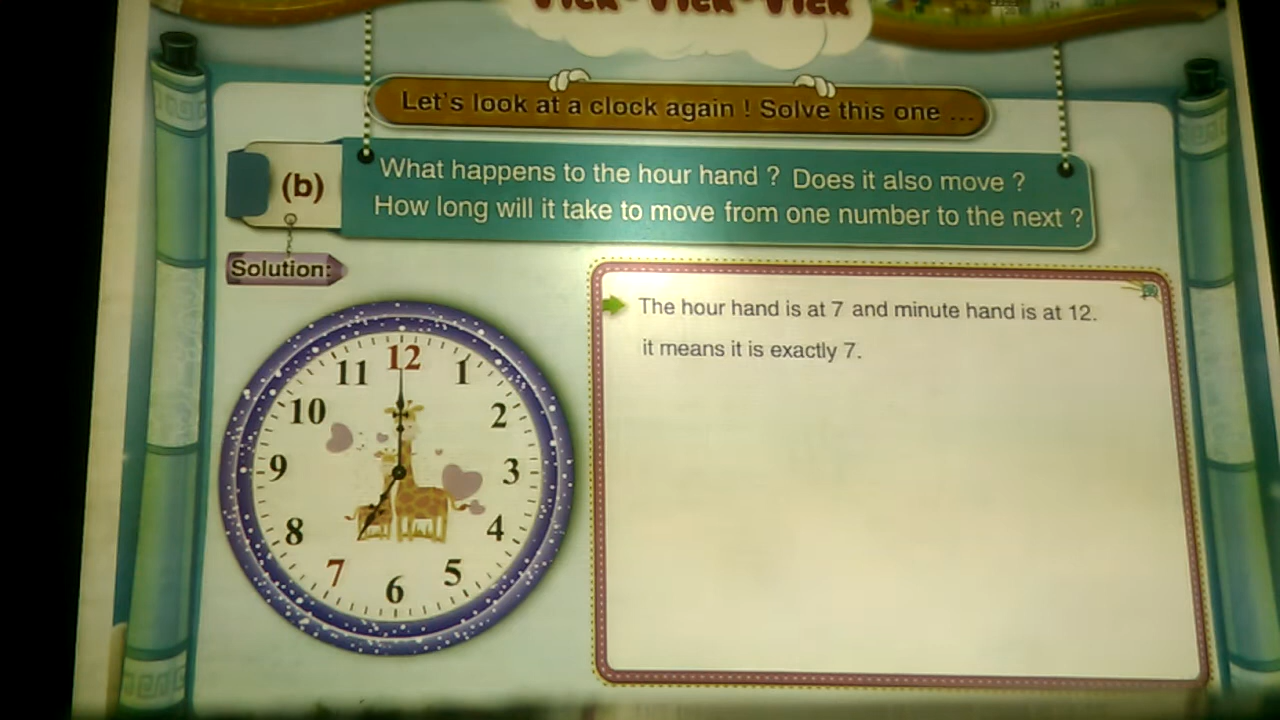 Tick - Tick - Tick
Let's look at a clock again ! Solve this one ...
(b)
What happens to the hour hand ? Does it also move ?
How long will it take to move from one number to the next ?
Solution:
The hour hand is at 7 and minute hand is at 12.
it means it is exactly 7.
12
11
1
10
2
9
3
8
4
7
5
6